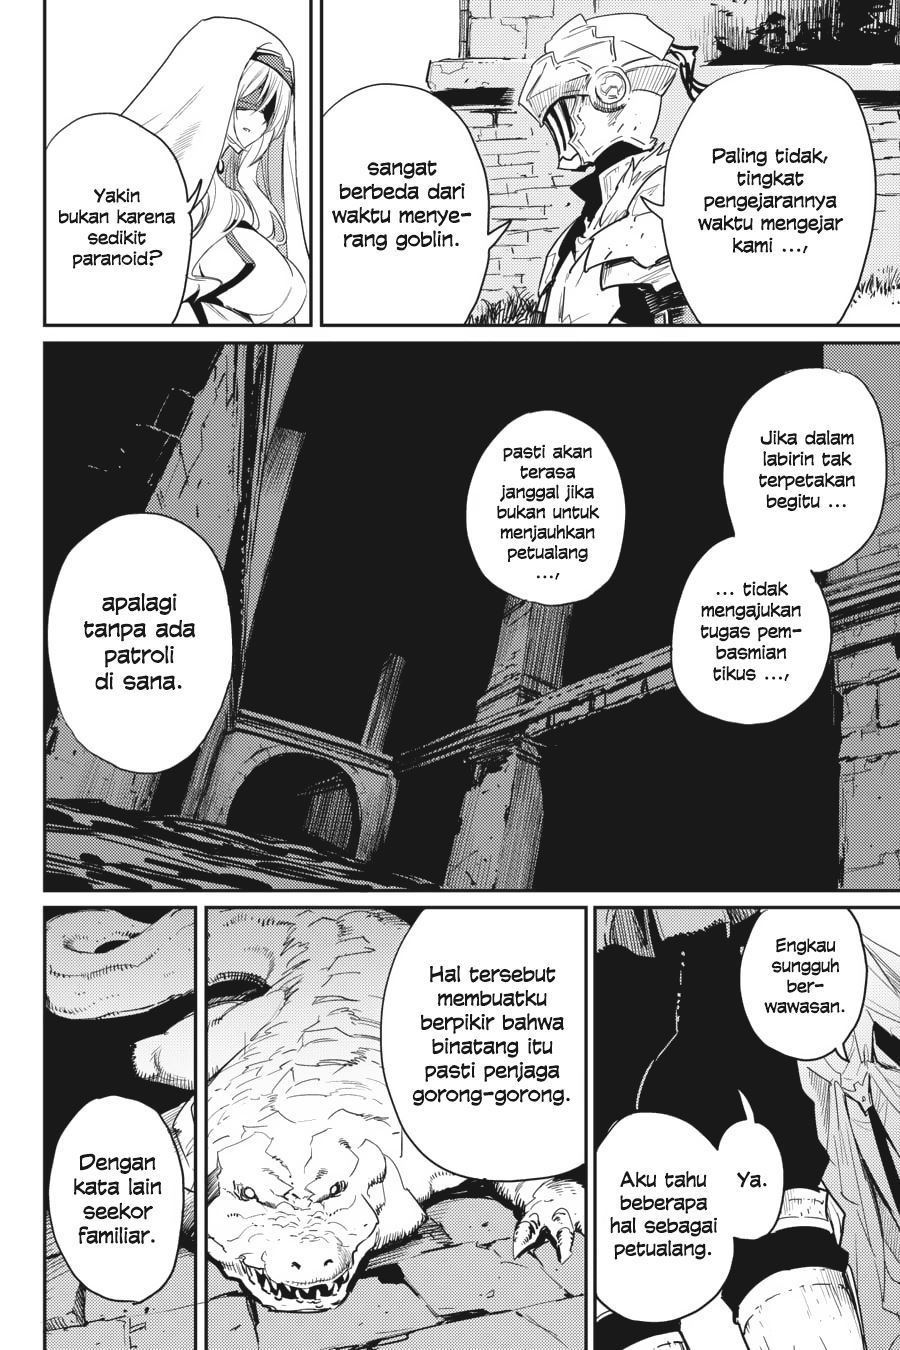 Paling tidak,
tingkat
pengejarannya
waktu mengejar
kami ...,
sangat
berbeda dari
waktu menye-
rang goblin.
Yakin
bukan karena
sedikit
paranoid?
Jika dalam
labirin tak
terpetakan
begitu ...
... tidak
mengajukan
tugas pem-
basmian
tikus ...,
pasti akan
terasa
janggal jika
bukan untuk
menjauhkan
petualang
...,
apalagi
tanpa ada
patroli
di sana.
Engkau
sungguh
ber-
wawasan.
Ya.
Aku tahu
beberapa
hal sebagai
petualang.
Hal tersebut
membuatku
berpikir bahwa
binatang itu
pasti penjaga
gorong-gorong.
Dengan
kata lain
seekor
familiar.